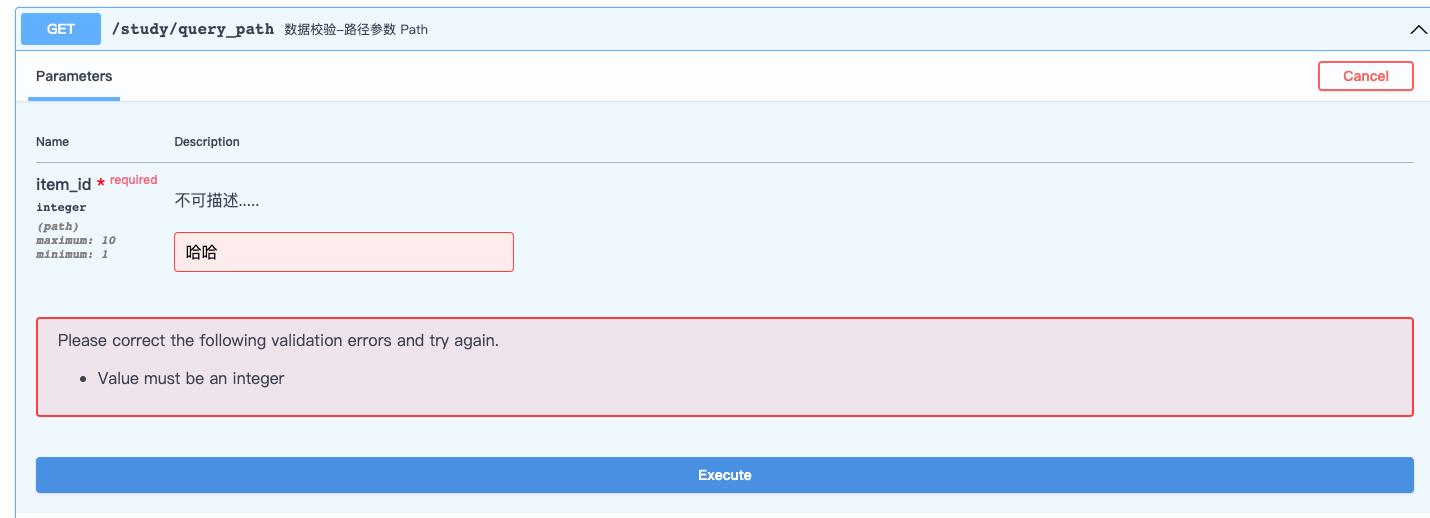 GET /study/query_path 数据校验-路径参数 Path
Parameters
Cancel
Name Description
item_id * required
integer
(path)
maximum: 10
minimum: 1
不可描述.....
哈哈
Please correct the following validation errors and try again.
• Value must be an integer
Execute